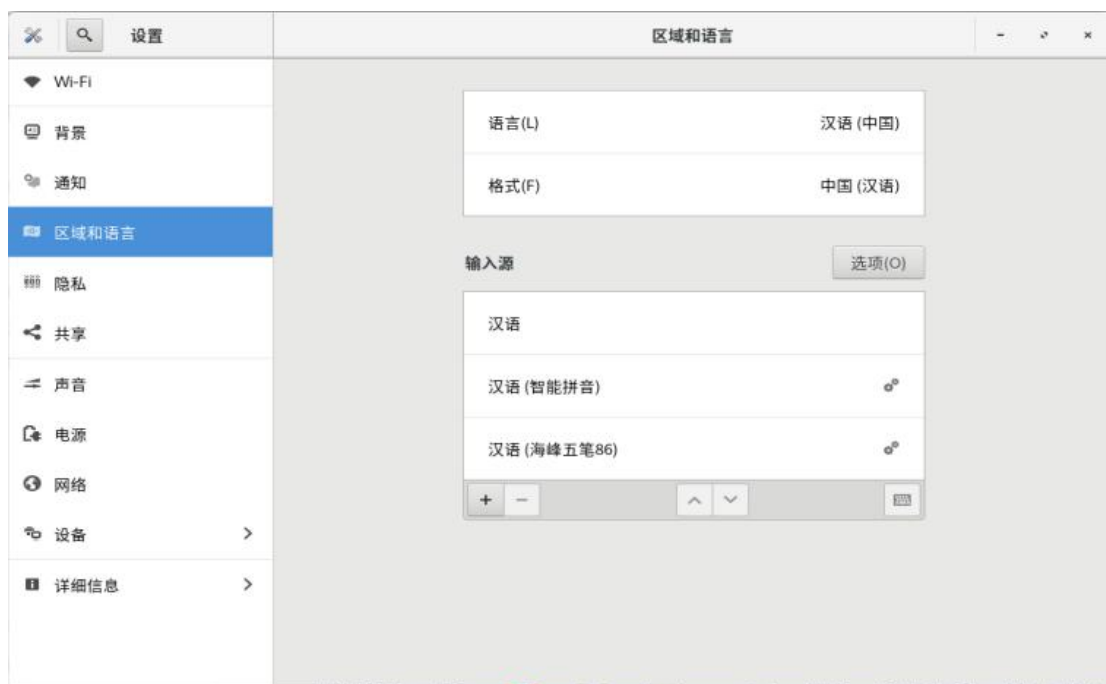 设置
区域和语言
Wi-Fi
背景
通知
区域和语言
隐私
共享
声音
电源
网络
设备
详细信息
语言(L) 汉语 (中国)
格式(F) 中国 (汉语)
输入源 选项(O)
汉语
汉语 (智能拼音)
汉语 (海峰五笔86)